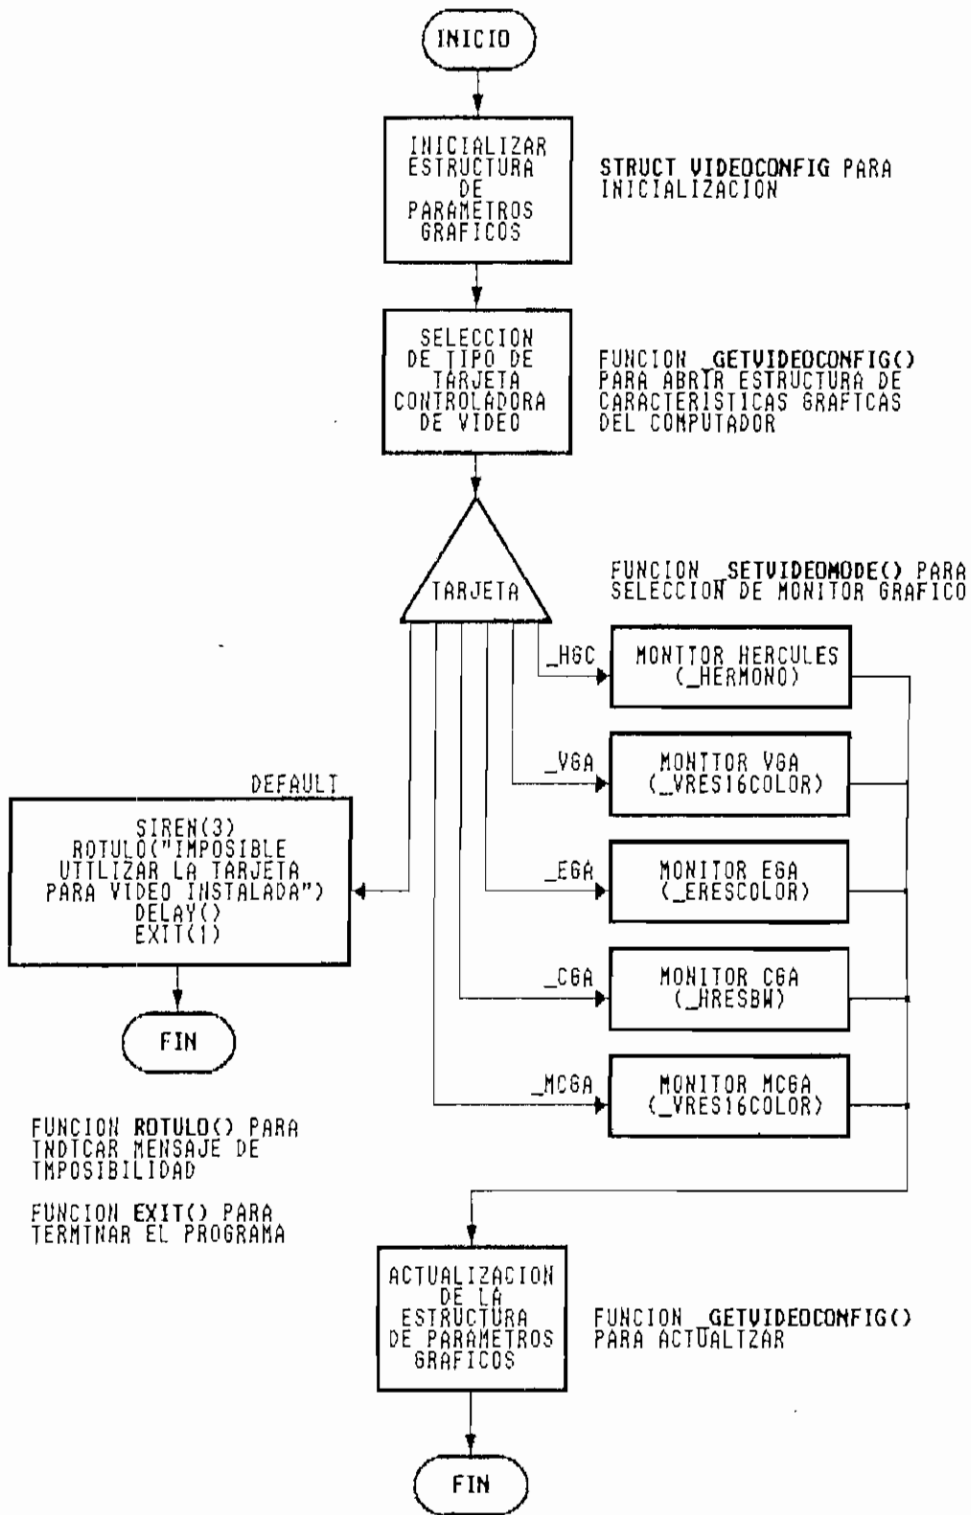 INICIO
INICIALIZAR
ESTRUCTURA
DE
PARAMETROS
GRAFICOS
STRUCT VIDEOCONFIG PARA
INICIALIZACION
SELECCION
DE TIPO DE
TARJETA
CONTROLADORA
DE VIDEO
FUNCION _GETVIDEOCONFIG()
PARA ABRIR ESTRUCTURA DE
CARACTERISTICAS GRAFICAS
DEL COMPUTADOR
TARJETA
FUNCION _SETVIDEOMODE() PARA
SELECCION DE MONITOR GRAFICO
_HGC
MONITOR HERCULES
(_HERMONO)
_VGA
MONITOR VGA
(_VRES16COLOR)
DEFAULT
SIREN(3)
ROTULO("IMPOSIBLE
UTILIZAR LA TARJETA
PARA VIDEO INSTALADA")
DELAY()
EXIT(1)
_EGA
MONITOR EGA
(_ERESCOLOR)
_CGA
MONITOR CGA
(_HRESBW)
FIN
_MCGA
MONITOR MCGA
(_VRES16COLOR)
FUNCION ROTULO() PARA
INDICAR MENSAJE DE
IMPOSIBILIDAD
FUNCION EXIT() PARA
TERMINAR EL PROGRAMA
ACTUALIZACION
DE LA
ESTRUCTURA
DE PARAMETROS
GRAFICOS
FUNCION _GETVIDEOCONFIG()
PARA ACTUALIZAR
FIN